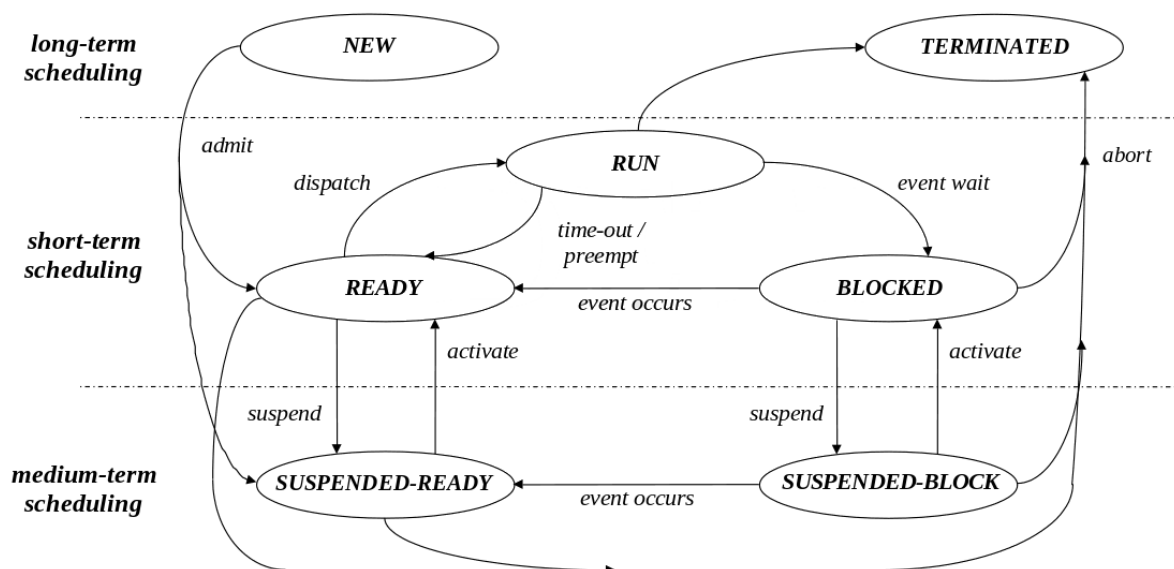 long-term
scheduling
NEW
TERMINATED
admit
dispatch
RUN
event wait
abort
short-term
scheduling
time-out /
preempt
READY
event occurs
BLOCKED
activate
activate
suspend
suspend
medium-term
scheduling
SUSPENDED-READY
event occurs
SUSPENDED-BLOCK